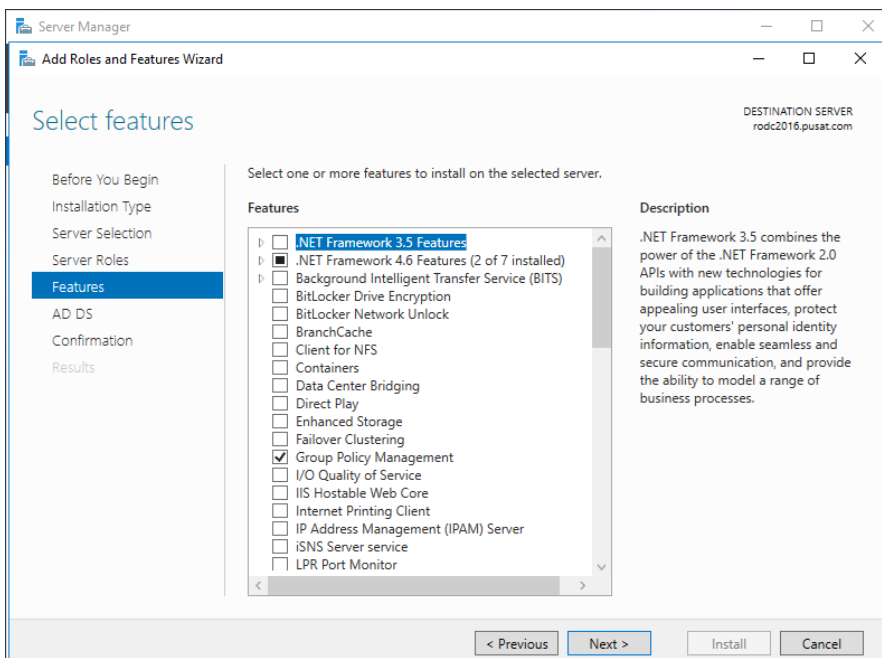 Server Manager
Add Roles and Features Wizard
Select features
DESTINATION SERVER
rodc2016.pusat.com
Before You Begin
Installation Type
Server Selection
Server Roles
Features
AD DS
Confirmation
Results
Select one or more features to install on the selected server.
Features
.NET Framework 3.5 Features
.NET Framework 4.6 Features (2 of 7 installed)
Background Intelligent Transfer Service (BITS)
BitLocker Drive Encryption
BitLocker Network Unlock
BranchCache
Client for NFS
Containers
Data Center Bridging
Direct Play
Enhanced Storage
Failover Clustering
Group Policy Management
I/O Quality of Service
IIS Hostable Web Core
Internet Printing Client
IP Address Management (IPAM) Server
iSNS Server service
LPR Port Monitor
Description
.NET Framework 3.5 combines the
power of the .NET Framework 2.0
APIs with new technologies for
building applications that offer
appealing user interfaces, protect
your customers' personal identity
information, enable seamless and
secure communication, and provide
the ability to model a range of
business processes.
< Previous
Next >
Install
Cancel